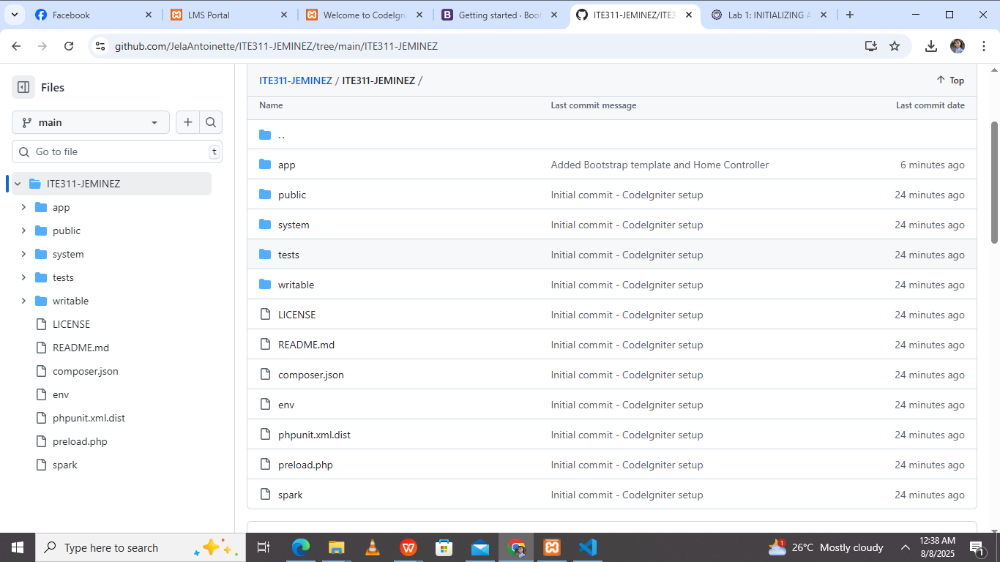 Facebook
LMS Portal
Welcome to CodeIgni
Getting started · Boot
ITE311-JEMINEZ/ITE3
Lab 1: INITIALIZING A
github.com/JelaAntoinette/ITE311-JEMINEZ/tree/main/ITE311-JEMINEZ
Files
main
Go to file
t
ITE311-JEMINEZ
app
public
system
tests
writable
LICENSE
README.md
composer.json
env
phpunit.xml.dist
preload.php
spark
ITE311-JEMINEZ / ITE311-JEMINEZ /
Top
Name Last commit message Last commit date
..
app Added Bootstrap template and Home Controller 6 minutes ago
public Initial commit - CodeIgniter setup 24 minutes ago
system Initial commit - CodeIgniter setup 24 minutes ago
tests Initial commit - CodeIgniter setup 24 minutes ago
writable Initial commit - CodeIgniter setup 24 minutes ago
LICENSE Initial commit - CodeIgniter setup 24 minutes ago
README.md Initial commit - CodeIgniter setup 24 minutes ago
composer.json Initial commit - CodeIgniter setup 24 minutes ago
env Initial commit - CodeIgniter setup 24 minutes ago
phpunit.xml.dist Initial commit - CodeIgniter setup 24 minutes ago
preload.php Initial commit - CodeIgniter setup 24 minutes ago
spark Initial commit - CodeIgniter setup 24 minutes ago
Type here to search
1
26°C Mostly cloudy
12:38 AM
8/8/2025
1